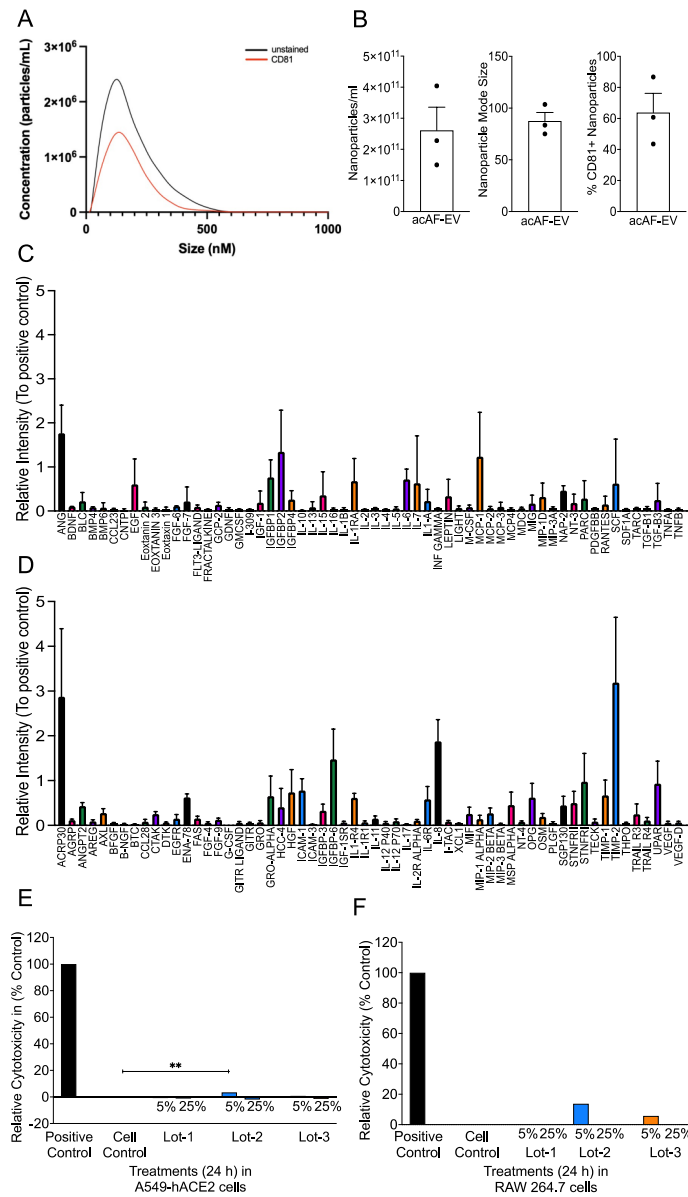 A
Concentration (particles/mL)
3×10⁶
2×10⁶
1×10⁶
0
0
500
1000
Size (nM)
unstained
CD81
B
Nanoparticles/ml
5×10¹¹
4×10¹¹
3×10¹¹
2×10¹¹
1×10¹¹
acAF-EV
Nanoparticle Mode Size
150
100
50
0
acAF-EV
% CD81+ Nanoparticles
100
80
60
40
20
0
acAF-EV
C
Relative Intensity (To positive control)
5
4
3
2
1
0
ANG
BDNF
BLC
BMP4
BMP6
CCL23
CNTP
EGF
EOXTANIN 3
FGF-6
FGF-7
FLT3-LIGAND
FRACTALKINE
GCP-2
GDNF
GMCSF
I-309
IGF-1
IGFBP1
IGFBP2
IGFBP4
IL-10
IL-13
IL-15
IL-16
IL-1B
IL-1RA
IL-2
IL-3
IL-4
IL-5
IL-6
IL-7
IL1-A
INF GAMMA
LEPTIN
LIGHT
M-CSF
MCP-1
MCP-2
MCP-3
MCP4
MDC
MIG
MIP-1D
MIP-3A
NAP-2
NT-3
PARC
PDGFBB
RANTES
SCF
SDF1A
TARC
TGF-B1
TGF-B3
TNFA
TNFB
D
Relative Intensity (To positive control)
5
4
3
2
1
0
ACRP30
AGRP
ANGPT2
AREG
AXL
BFGF
B-NGF
BTC
CCL28
CTAK
DTK
EGFR
ENA-78
FAS
FGF-4
FGF-9
G-CSF
GITR LIGAND
GITR
GRO
GRO-ALPHA
HCC-4
HGF
ICAM-1
ICAM-3
IGFBP-3
IGFBP-6
IGF-1SR
IL1-R4
IL-1R1
IL-11
IL-12 P40
IL-12 P70
IL-17
IL-2R ALPHA
IL-6R
IL-8
I-TAC
XCL1
MIF
MIP-1 ALPHA
MIP-2 BETA
MIP-3 BETA
MSP ALPHA
NT-4
OPG
OSM
PLGF
SGP130
STNFRII
STNFRI
TECK
TIMP-1
TIMP-2
THPO
TRAIL R3
TRAIL R4
UPAR
VEGF
VEGF-D
E
Relative Cytotoxicity in (% Control)
120
100
80
60
40
20
0
-20
**
5% 25% 5% 25% 5% 25%
Positive Control
Cell Control
Lot-1
Lot-2
Lot-3
Treatments (24 h) in
A549-hACE2 cells
F
Relative Cytotoxicity (% Control)
120
100
80
60
40
20
0
5% 25% 5% 25% 5% 25%
Positive Control
Cell Control
Lot-1
Lot-2
Lot-3
Treatments (24 h) in
RAW 264.7 cells